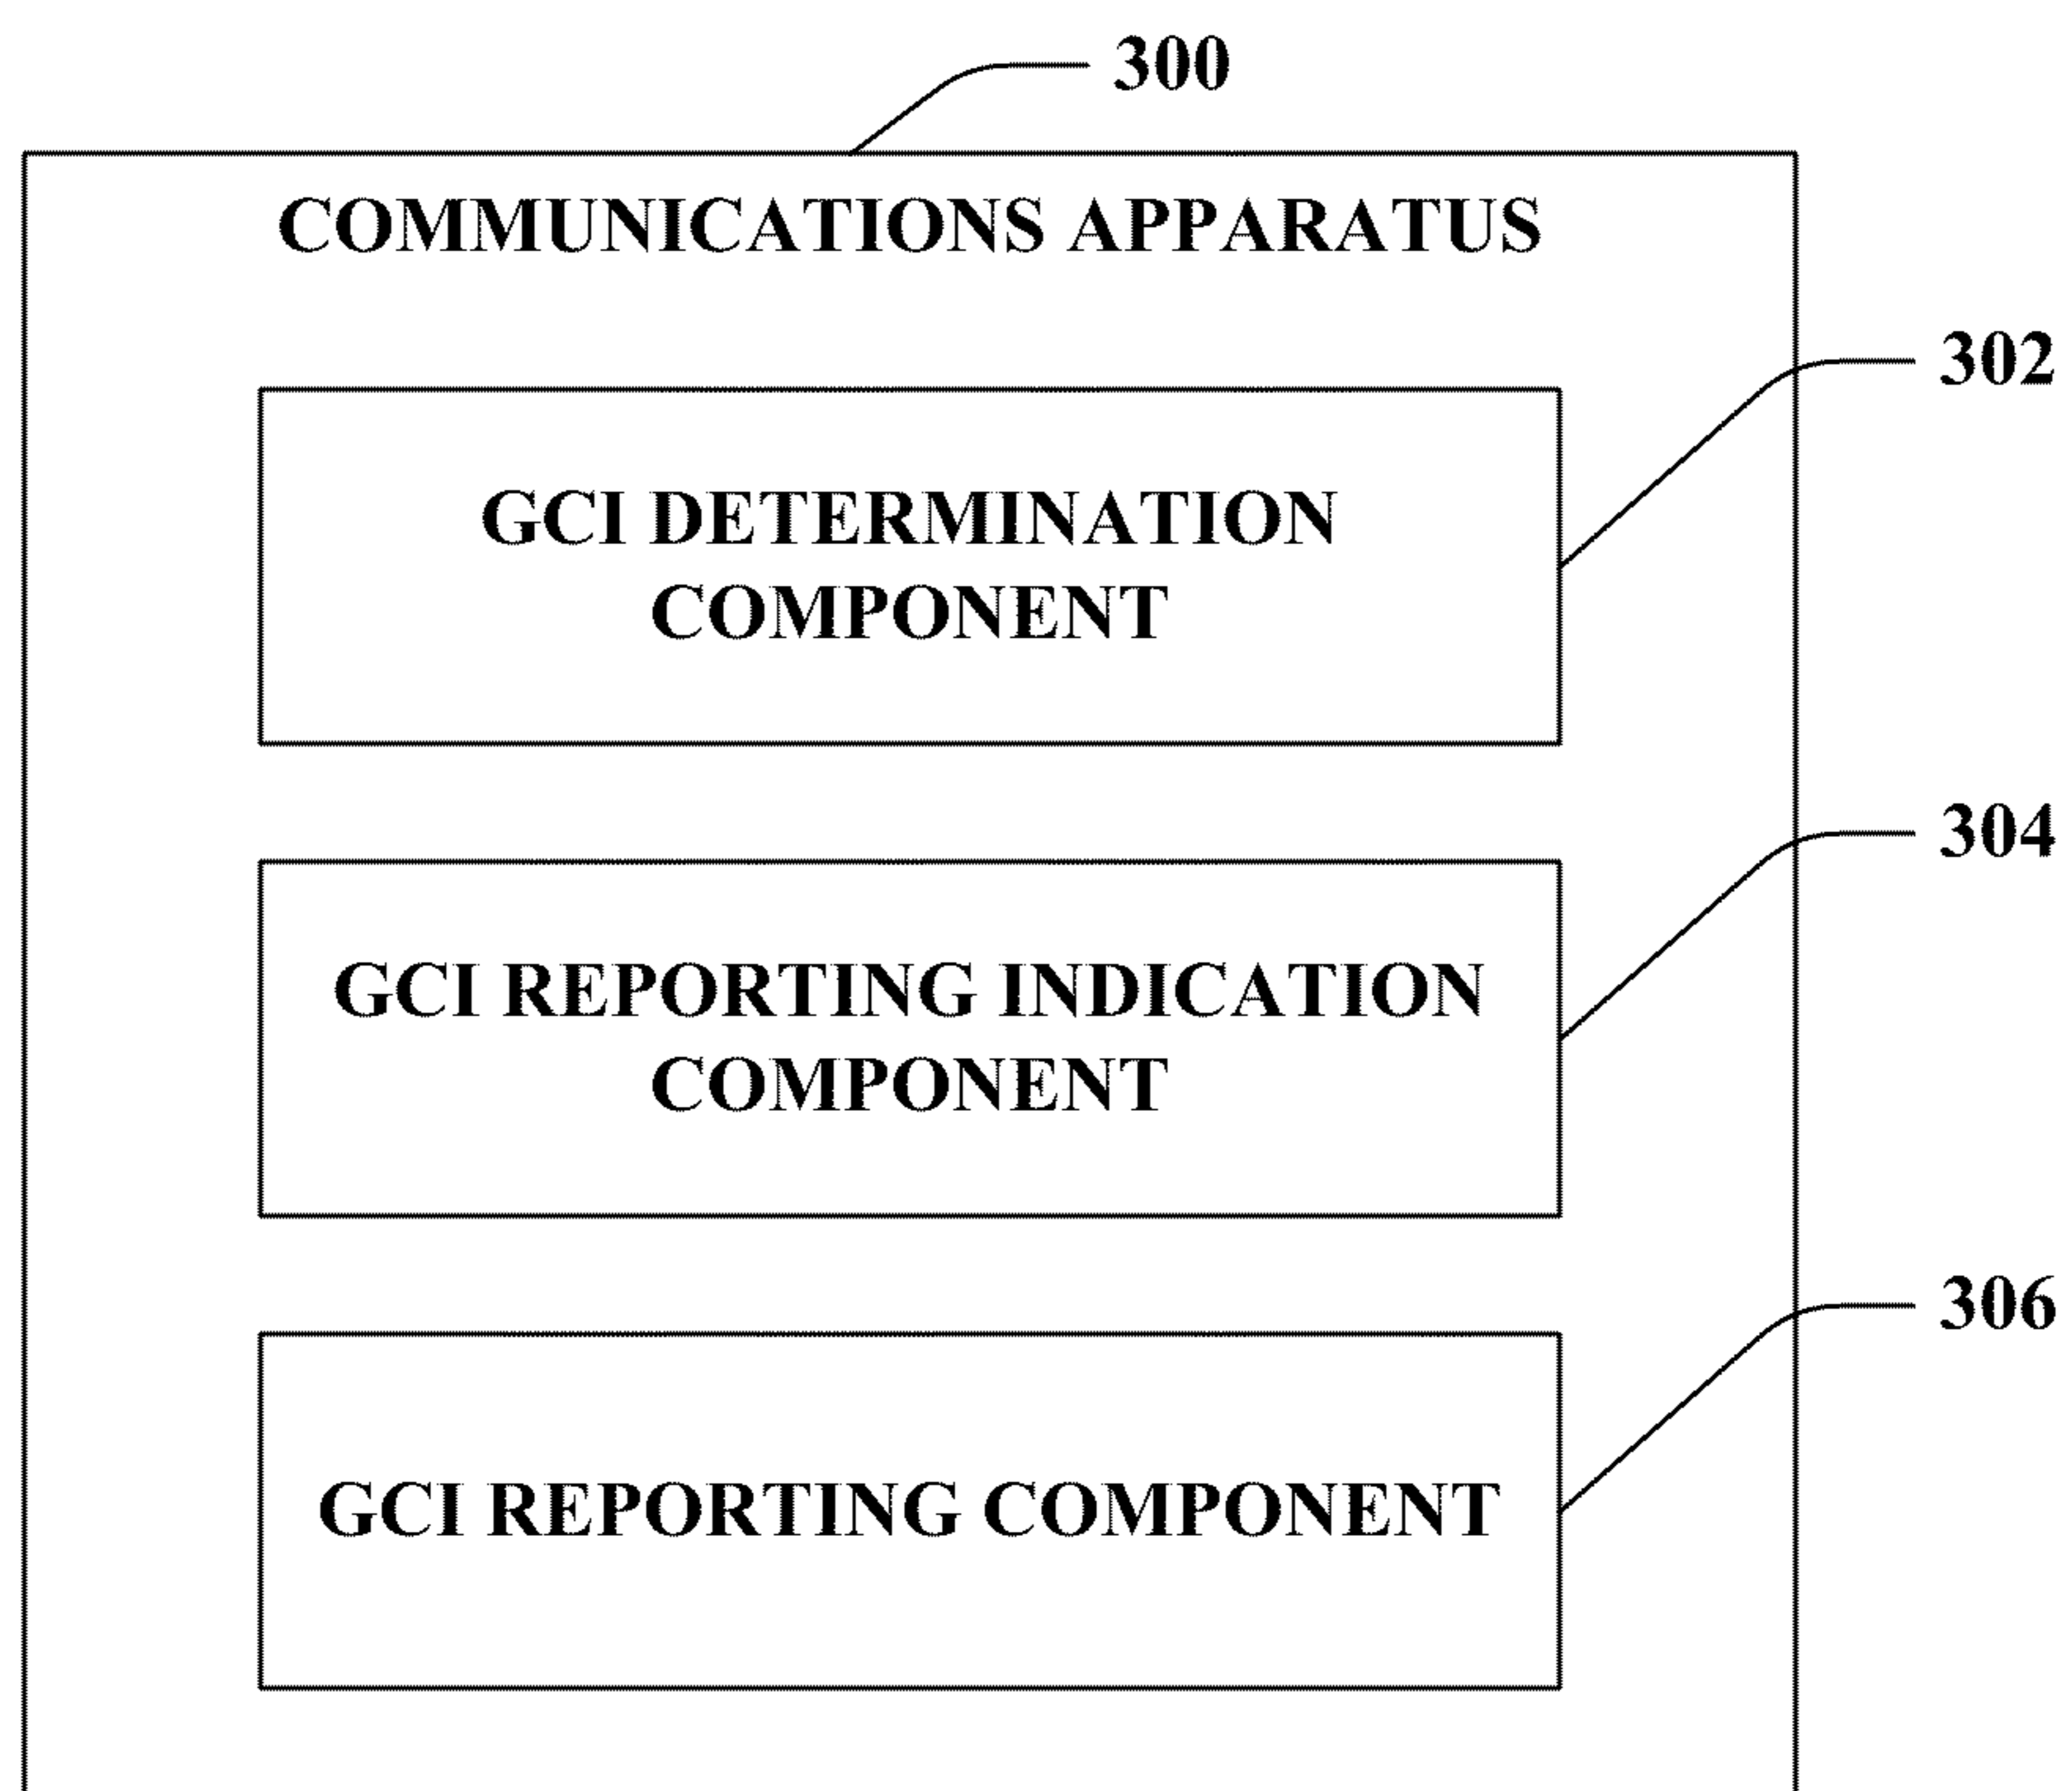 300
COMMUNICATIONS APPARATUS
302
GCI DETERMINATION
COMPONENT
304
GCI REPORTING INDICATION
COMPONENT
306
GCI REPORTING COMPONENT